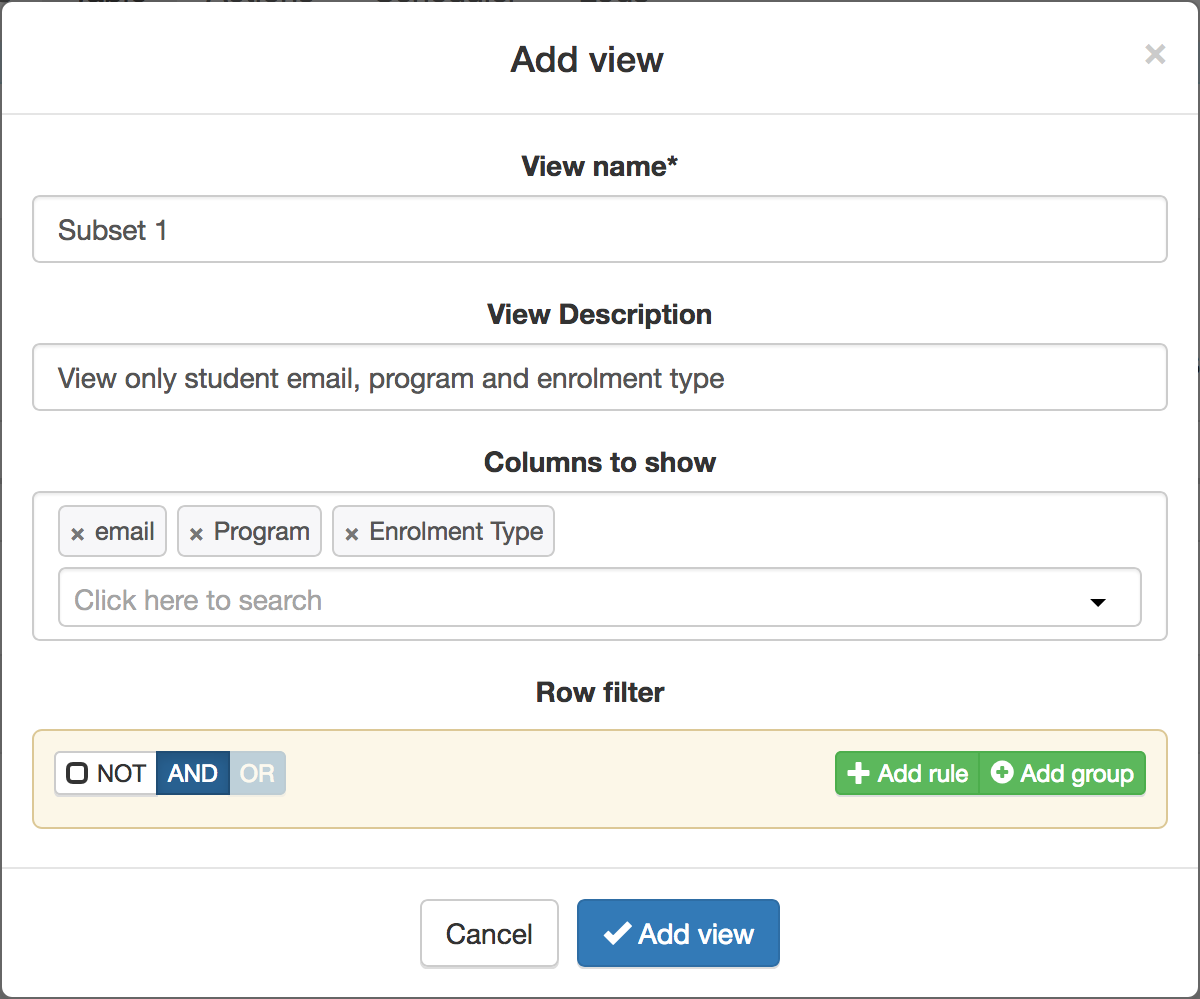 Add view ×
View name*
Subset 1
View Description
View only student email, program and enrolment type
Columns to show
× email × Program × Enrolment Type
Click here to search
Row filter
NOT AND OR Add rule Add group
Cancel Add view